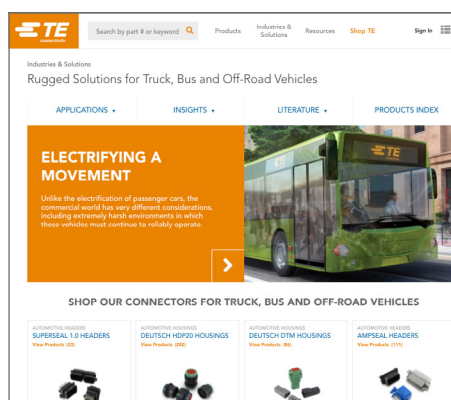 TE
connectivity
Search by part # or keyword
Products
Industries &
Solutions
Resources
Shop TE
Sign In
Industries & Solutions
Rugged Solutions for Truck, Bus and Off-Road Vehicles
APPLICATIONS
INSIGHTS
LITERATURE
PRODUCTS INDEX
ELECTRIFYING A
MOVEMENT
Unlike the electrification of passenger cars, the
commercial world has very different considerations,
including extremely harsh environments in which
these vehicles must continue to reliably operate.
TE
SHOP OUR CONNECTORS FOR TRUCK, BUS AND OFF-ROAD VEHICLES
AUTOMOTIVE HEADERS
SUPERSEAL 1.0 HEADERS
View Products (25)
AUTOMOTIVE HOUSINGS
DEUTSCH HDP20 HOUSINGS
View Products (202)
AUTOMOTIVE HOUSINGS
DEUTSCH DTM HOUSINGS
View Products (86)
AUTOMOTIVE HEADERS
AMPSEAL HEADERS
View Products (111)